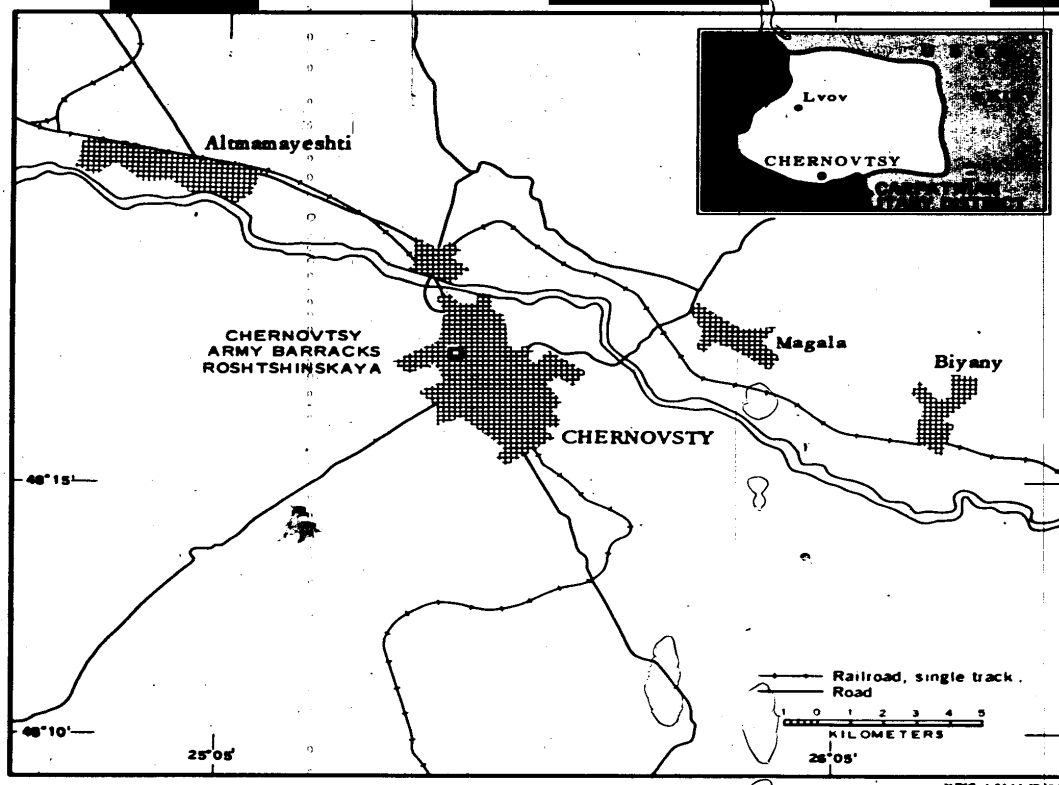 Altmamayeshti
Lvov
CHERNOVTSY
CARPATHIAN
CHERNOVTSY
ARMY BARRACKS
ROSHTSHINSKAYA
Magala
Biyany
CHERNOVSTY
48°15'
Railroad, single track.
Road
1 0 1 2 3 4 5
KILOMETERS
48°10'
25°05'
26°05'